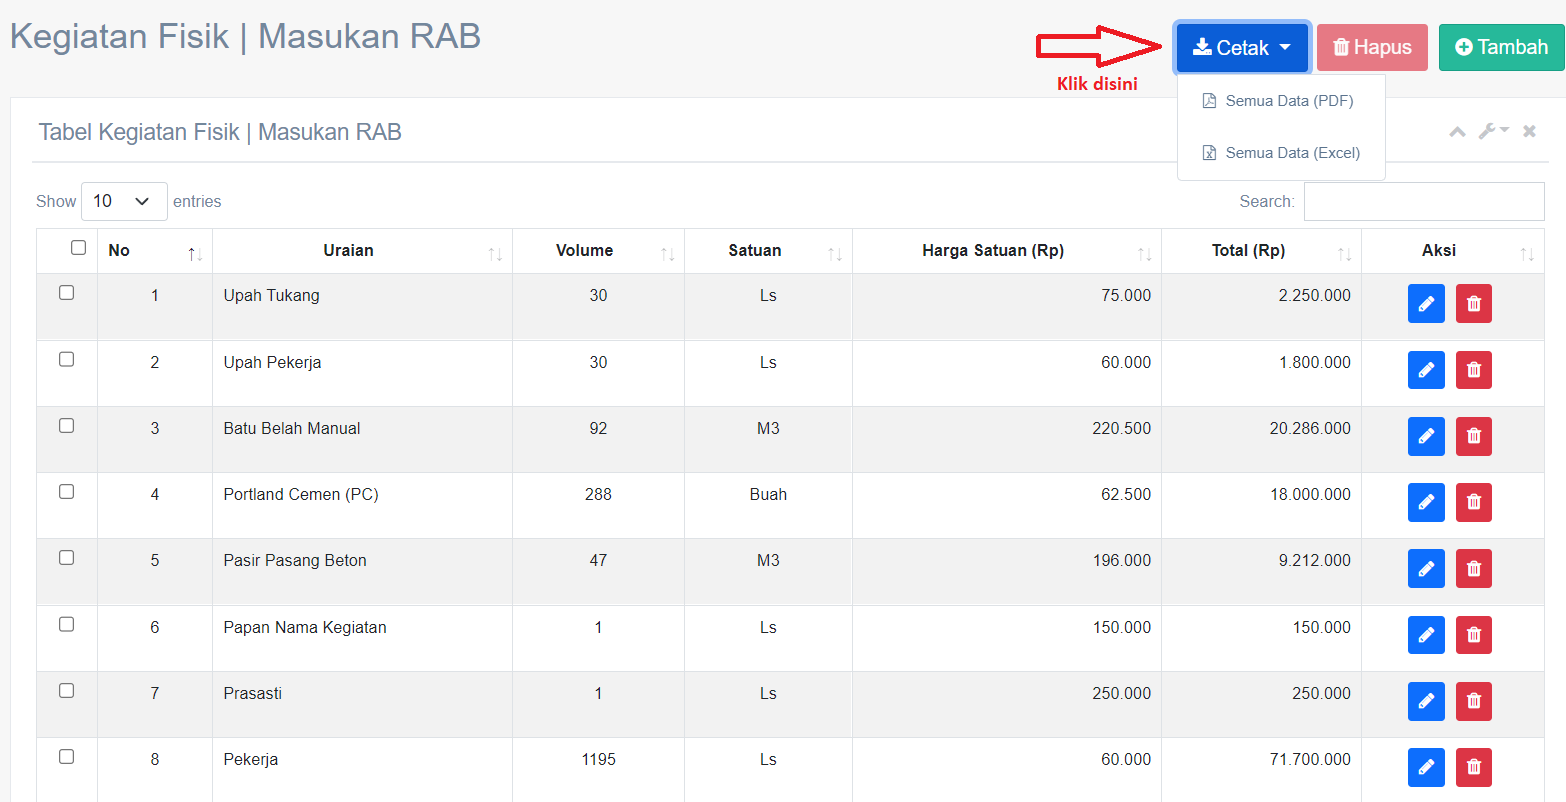 Kegiatan Fisik | Masukan RAB
Cetak
Hapus
Tambah
Klik disini
Semua Data (PDF)
Semua Data (Excel)
Tabel Kegiatan Fisik | Masukan RAB
Show 10 entries
Search:
No Uraian Volume Satuan Harga Satuan (Rp) Total (Rp) Aksi
1 Upah Tukang 30 Ls 75.000 2.250.000
2 Upah Pekerja 30 Ls 60.000 1.800.000
3 Batu Belah Manual 92 M3 220.500 20.286.000
4 Portland Cemen (PC) 288 Buah 62.500 18.000.000
5 Pasir Pasang Beton 47 M3 196.000 9.212.000
6 Papan Nama Kegiatan 1 Ls 150.000 150.000
7 Prasasti 1 Ls 250.000 250.000
8 Pekerja 1195 Ls 60.000 71.700.000